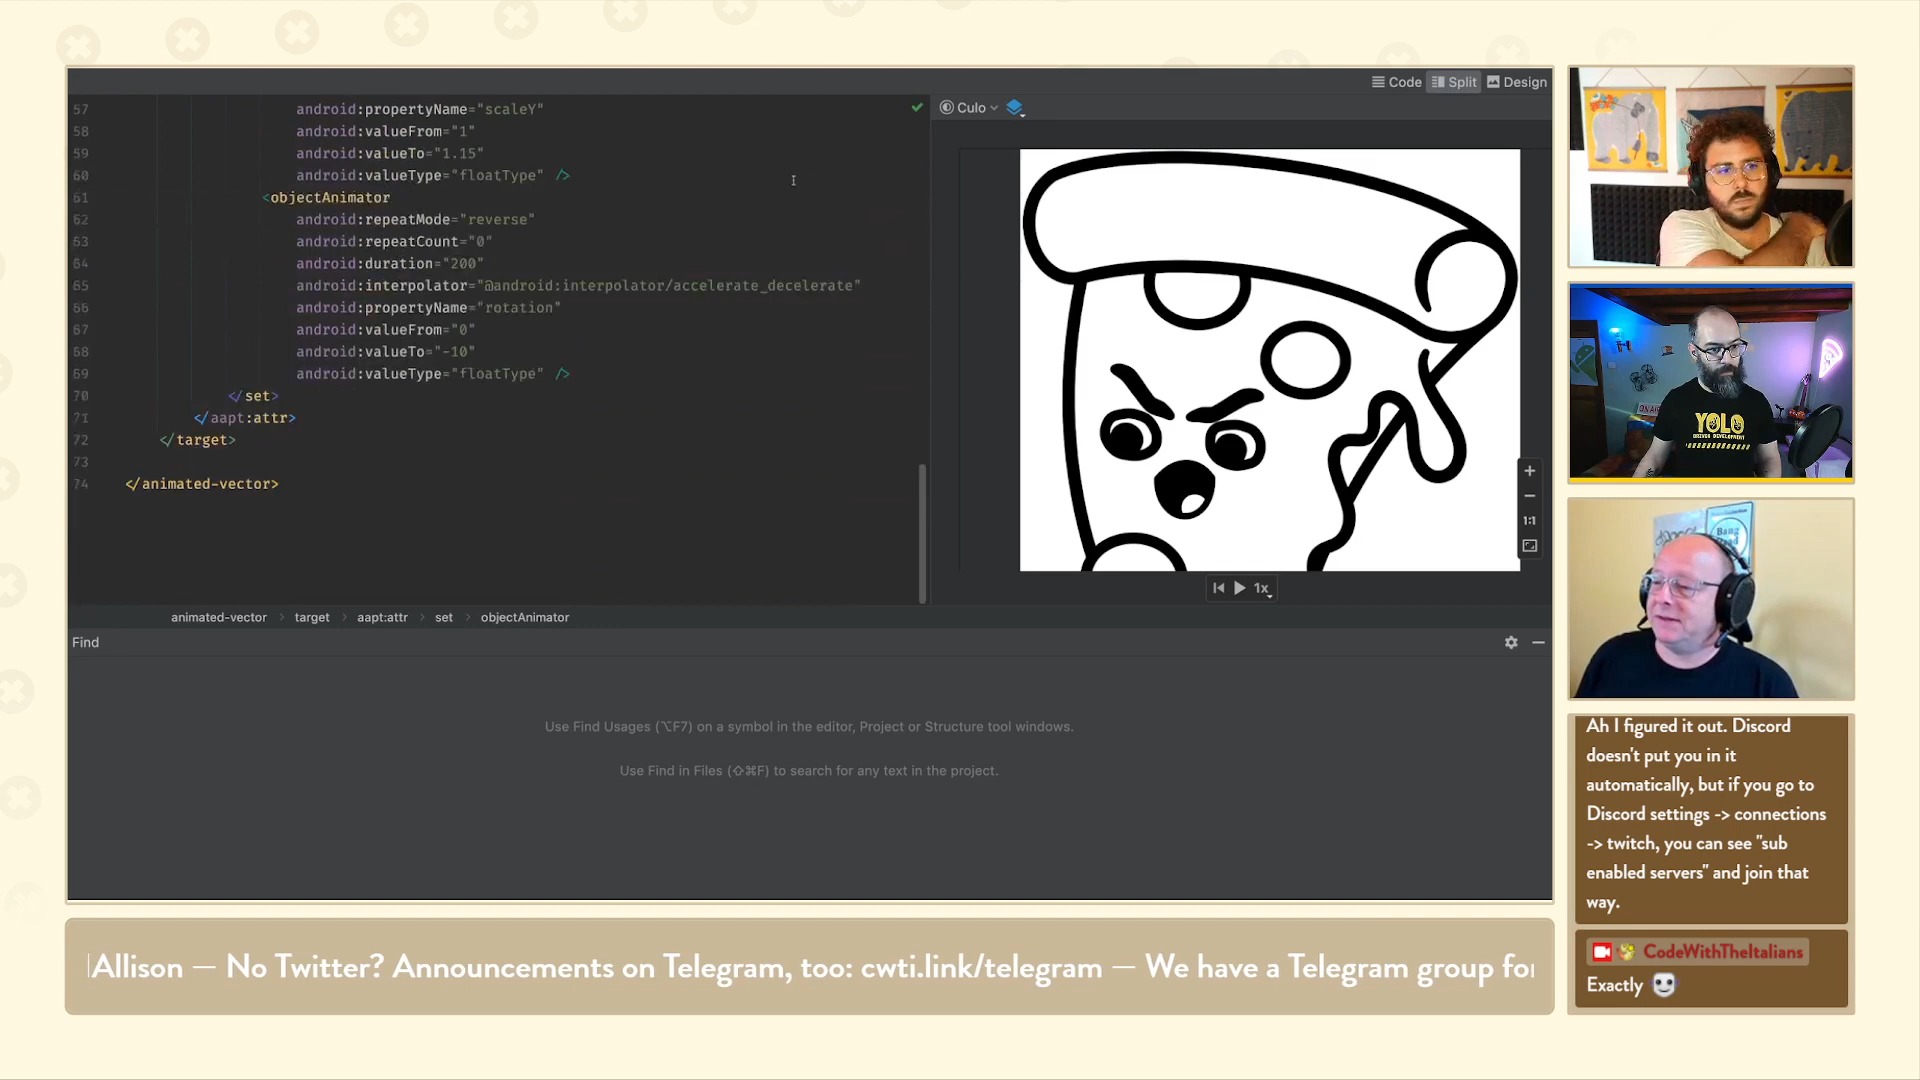 Code Split Design
57 android:propertyName="scaleY"
58 android:valueFrom="1"
59 android:valueTo="1.15"
60 android:valueType="floatType" />
61 <objectAnimator
62 android:repeatMode="reverse"
63 android:repeatCount="0"
64 android:duration="200"
65 android:interpolator="@android:interpolator/accelerate_decelerate"
66 android:propertyName="rotation"
67 android:valueFrom="0"
68 android:valueTo="-10"
69 android:valueType="floatType" />
70 </set>
71 </aapt:attr>
72 </target>
73
74 </animated-vector>
Culo
1:1
1x
animated-vector > target > aapt:attr > set > objectAnimator
Find
Use Find Usages (⌥F7) on a symbol in the editor, Project or Structure tool windows.
Use Find in Files (⇧⌘F) to search for any text in the project.
YOLO
DRIVEN DEVELOPMENT
ON AIR
Bang
Ah I figured it out. Discord
doesn't put you in it
automatically, but if you go to
Discord settings -> connections
-> twitch, you can see "sub
enabled servers" and join that
way.
CodeWithTheItalians
Exactly
Allison — No Twitter? Announcements on Telegram, too: cwti.link/telegram — We have a Telegram group for